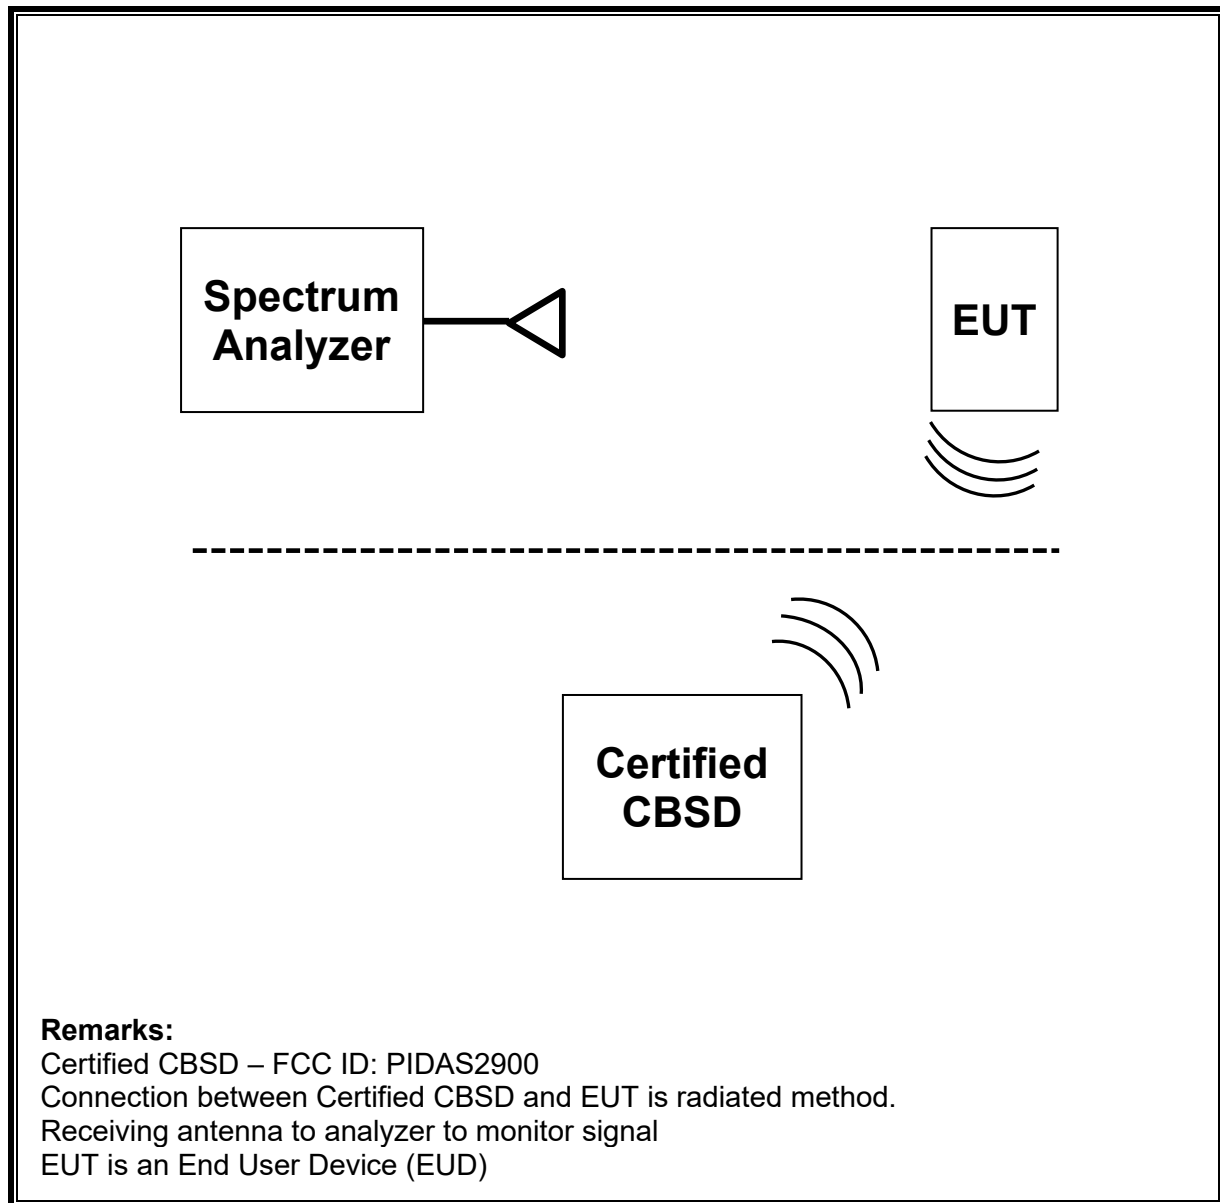 Spectrum
Analyzer
EUT
Certified
CBSD
Remarks:
Certified CBSD – FCC ID: PIDAS2900
Connection between Certified CBSD and EUT is radiated method.
Receiving antenna to analyzer to monitor signal
EUT is an End User Device (EUD)